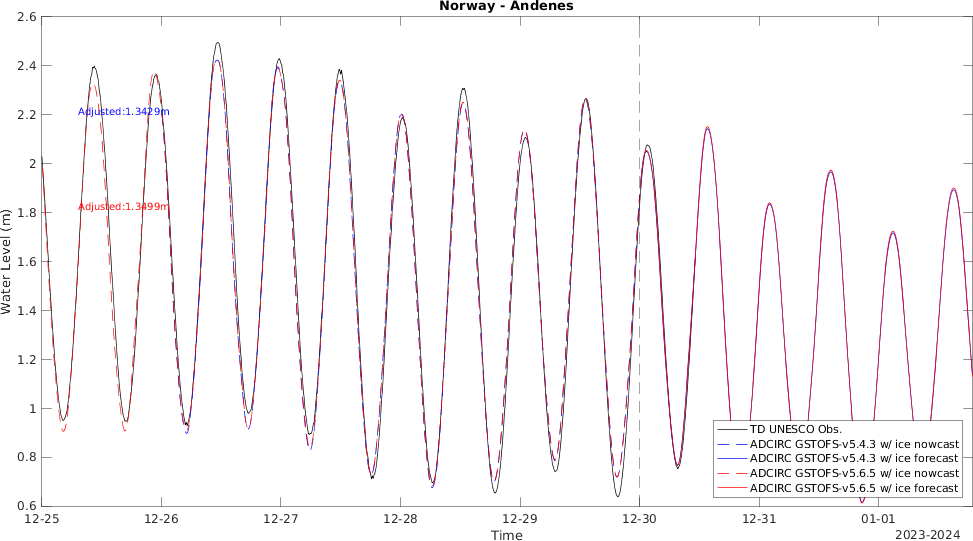 Norway - Andenes
2.6
2.4
2.2
2
1.8
1.6
1.4
1.2
1
0.8
0.6
Water Level (m)
Adjusted:1.3429m
Adjusted:1.3499m
TD UNESCO Obs.
ADCIRC GSTOFS-v5.4.3 w/ ice nowcast
ADCIRC GSTOFS-v5.4.3 w/ ice forecast
ADCIRC GSTOFS-v5.6.5 w/ ice nowcast
ADCIRC GSTOFS-v5.6.5 w/ ice forecast
12-25 12-26 12-27 12-28 12-29 12-30 12-31 01-01
Time
2023-2024